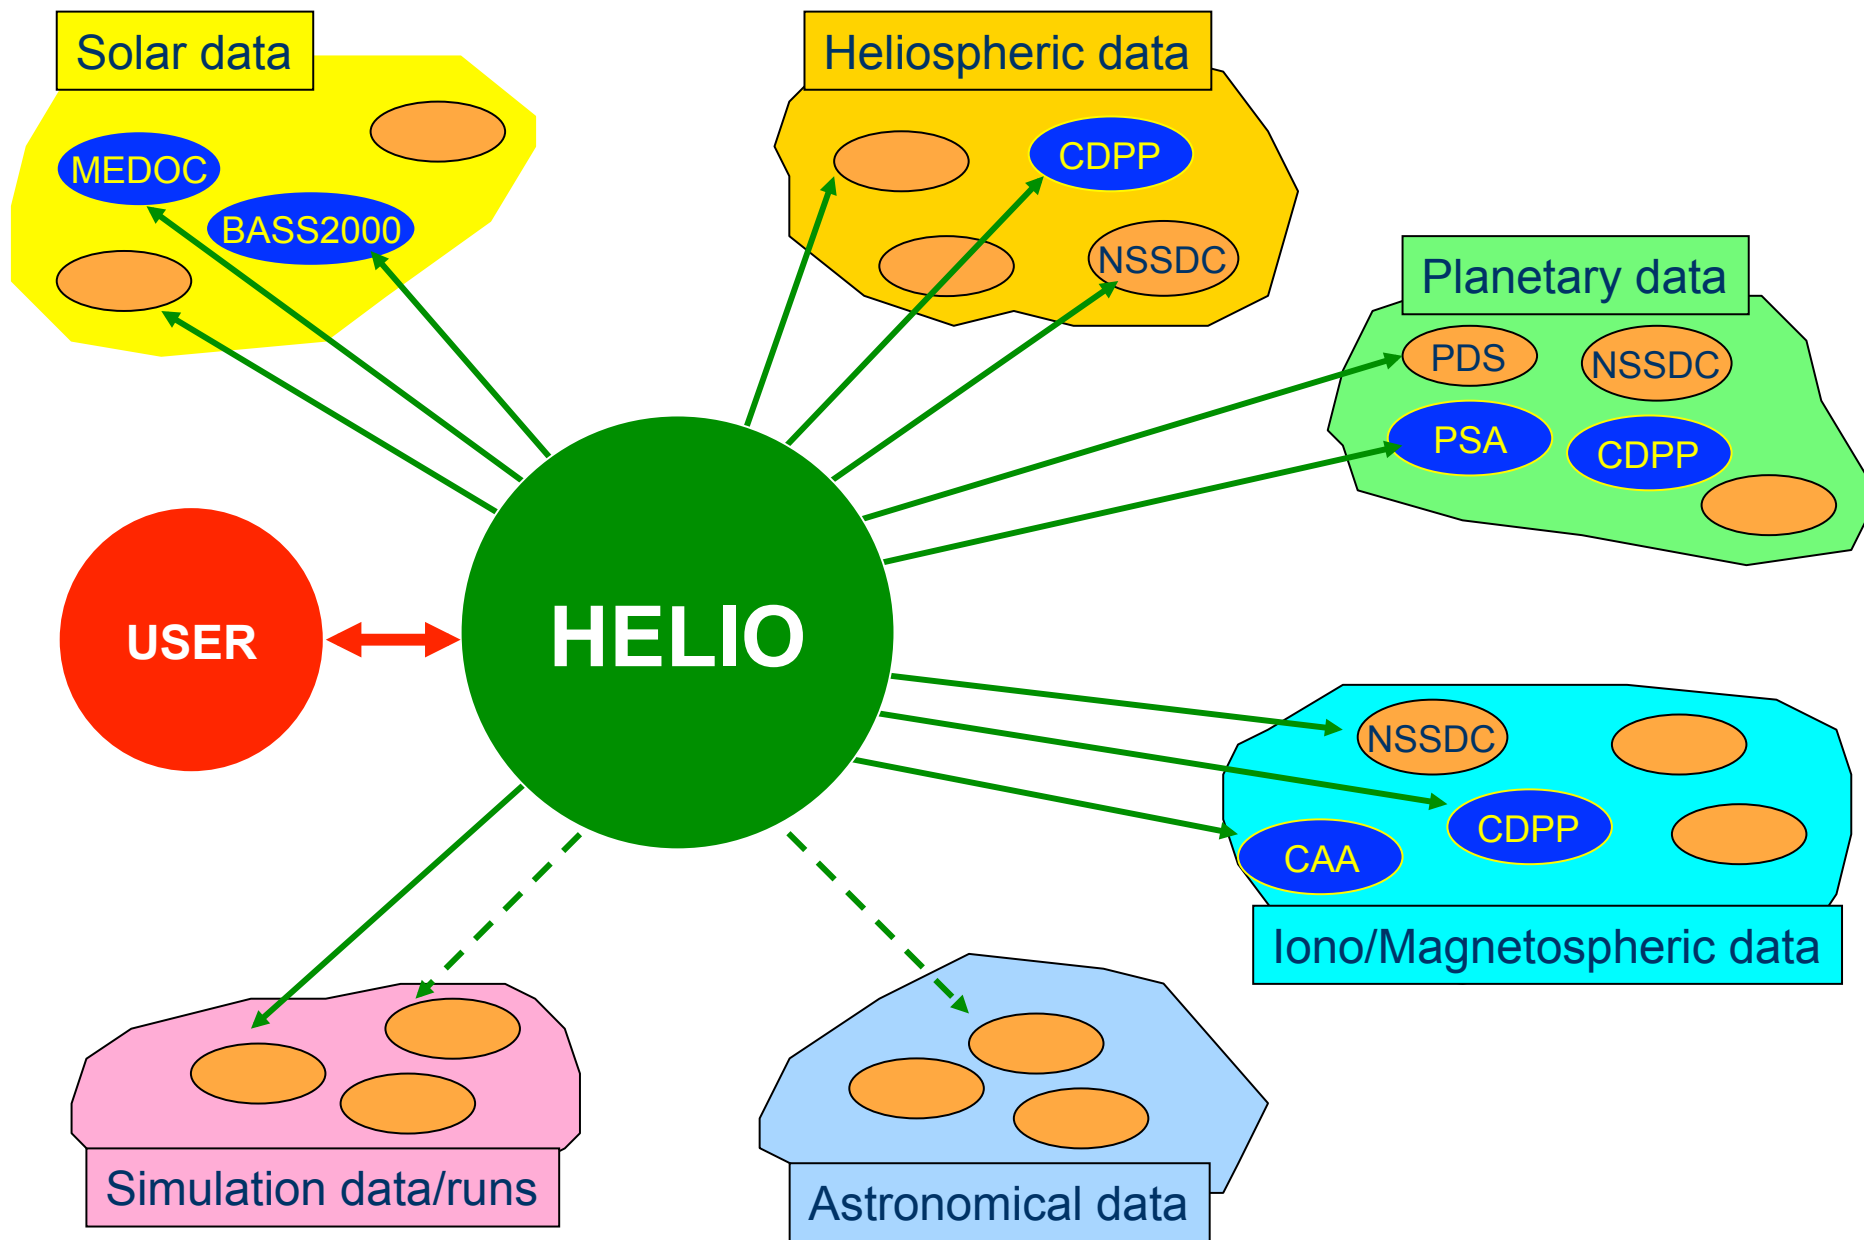 Solar data
Heliospheric data
MEDOC
CDPP
BASS2000
NSSDC
Planetary data
PDS
NSSDC
PSA
CDPP
USER
HELIO
NSSDC
CDPP
CAA
Iono/Magnetospheric data
Simulation data/runs
Astronomical data